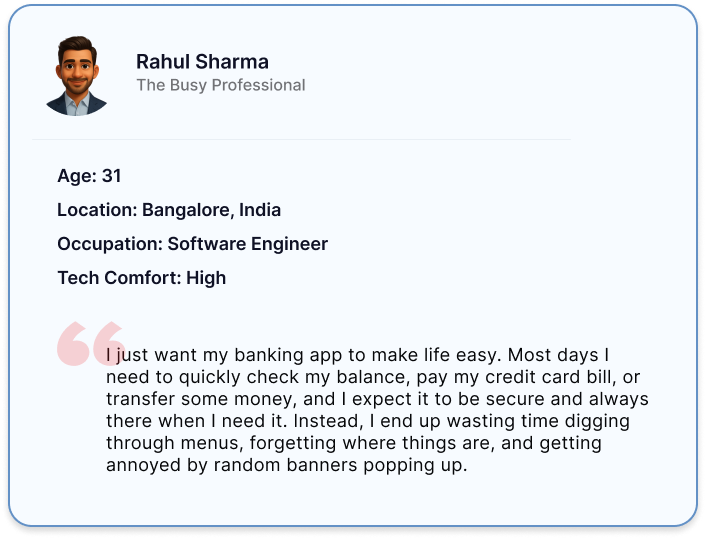 Rahul Sharma
The Busy Professional
Age: 31
Location: Bangalore, India
Occupation: Software Engineer
Tech Comfort: High
“
I just want my banking app to make life easy. Most days I
need to quickly check my balance, pay my credit card bill, or
transfer some money, and I expect it to be secure and always
there when I need it. Instead, I end up wasting time digging
through menus, forgetting where things are, and getting
annoyed by random banners popping up.